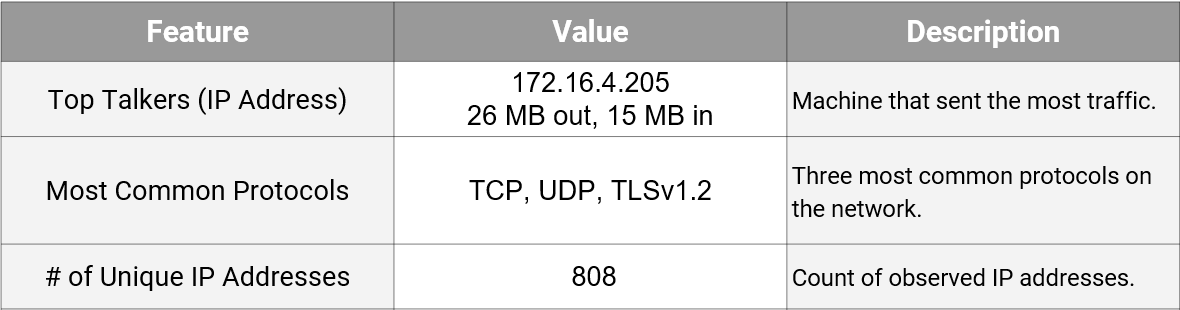 Feature Value Description
Top Talkers (IP Address)
172.16.4.205
26 MB out, 15 MB in
Machine that sent the most traffic.
Most Common Protocols
TCP, UDP, TLSv1.2
Three most common protocols on
the network.
# of Unique IP Addresses
808
Count of observed IP addresses.